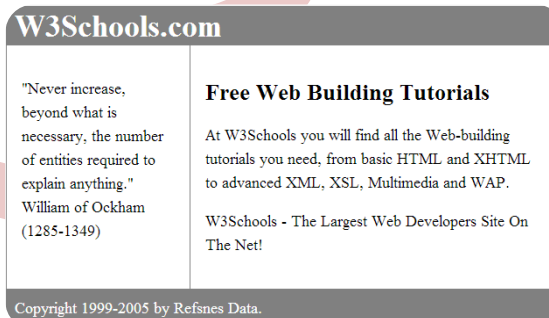 W3Schools.com
"Never increase,
beyond what is
necessary, the number
of entities required to
explain anything."
William of Ockham
(1285-1349)
Free Web Building Tutorials
At W3Schools you will find all the Web-building
tutorials you need, from basic HTML and XHTML
to advanced XML, XSL, Multimedia and WAP.
W3Schools - The Largest Web Developers Site On
The Net!
Copyright 1999-2005 by Refsnes Data.